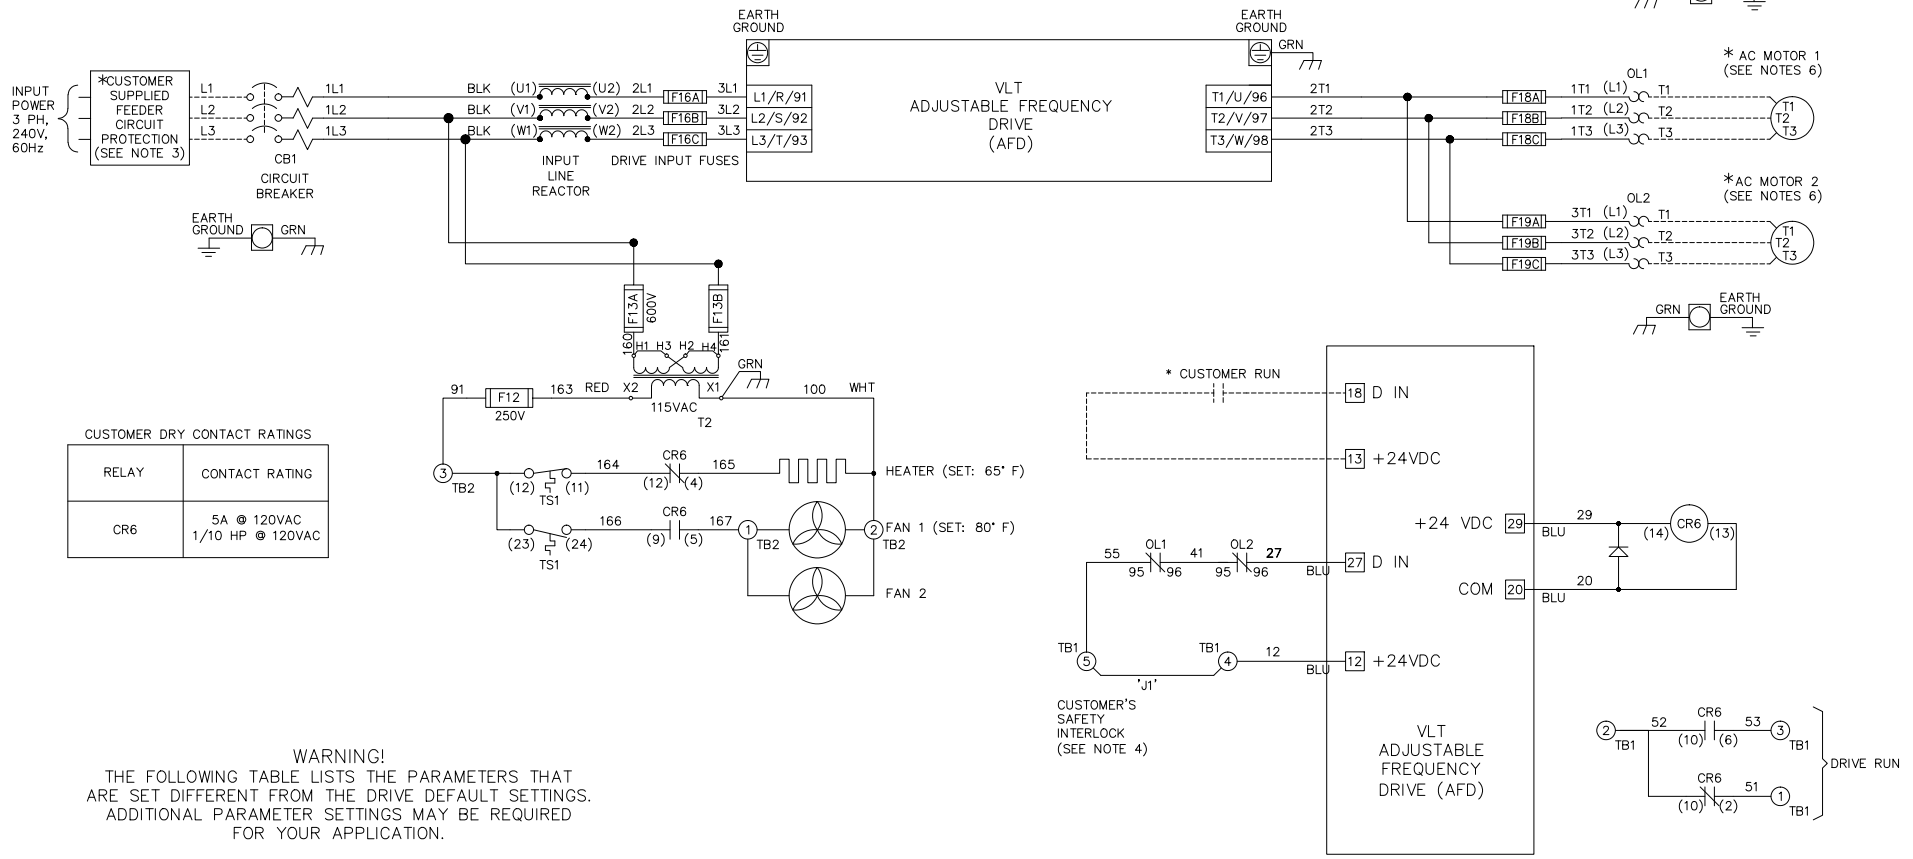 EARTH
GROUND
EARTH
GROUND
GRN
VLT
ADJUSTABLE FREQUENCY
DRIVE
(AFD)
INPUT
POWER
3 PH,
240V,
60Hz
*CUSTOMER
SUPPLIED
FEEDER
CIRCUIT
PROTECTION
(SEE NOTE 3)
L1 1L1 BLK (U1) (U2) 2L1 F16A 3L1 L1/R/91
L2 1L2 BLK (V1) (V2) 2L2 F16B 3L2 L2/S/92
L3 1L3 BLK (W1) (W2) 2L3 F16C 3L3 L3/T/93
CB1
CIRCUIT
BREAKER
INPUT
LINE
REACTOR
DRIVE INPUT FUSES
T1/U/96 2T1 F18A 1T1 (L1) OL1 T1
T2/V/97 2T2 F18B 1T2 (L2) T2
T3/W/98 2T3 F18C 1T3 (L3) T3
* AC MOTOR 1
(SEE NOTES 6)
T1
T2
T3
F19A 3T1 (L1) OL2 T1
F19B 3T2 (L2) T2
F19C 3T3 (L3) T3
*AC MOTOR 2
(SEE NOTES 6)
T1
T2
T3
EARTH
GROUND
GRN
GRN
EARTH
GROUND
F13A
600V
F13B
160
161
H1 H3 H2 H4
GRN
91
F12
250V
163 RED X2 X1 100 WHT
115VAC
T2
CUSTOMER DRY CONTACT RATINGS
RELAY
CONTACT RATING
CR6
5A @ 120VAC
1/10 HP @ 120VAC
3
TB2
(12) (11)
TS1
164
CR6
(12) (4)
165
HEATER (SET: 65° F)
(23) (24)
TS1
166
CR6
(9) (5)
167
1
TB2
2
TB2
FAN 1 (SET: 80° F)
FAN 2
* CUSTOMER RUN
18 D IN
13 +24VDC
+24 VDC 29
29
BLU
(14) CR6 (13)
55
OL1
95 96
41
OL2
95 96
27
BLU
27 D IN
COM 20
20
BLU
TB1
5
TB1
4
12
BLU
12 +24VDC
'J1'
CUSTOMER'S
SAFETY
INTERLOCK
(SEE NOTE 4)
VLT
ADJUSTABLE
FREQUENCY
DRIVE (AFD)
2
TB1
52
CR6
(10) (6)
53
3
TB1
CR6
(10) (2)
51
1
TB1
DRIVE RUN
WARNING!
THE FOLLOWING TABLE LISTS THE PARAMETERS THAT
ARE SET DIFFERENT FROM THE DRIVE DEFAULT SETTINGS.
ADDITIONAL PARAMETER SETTINGS MAY BE REQUIRED
FOR YOUR APPLICATION.